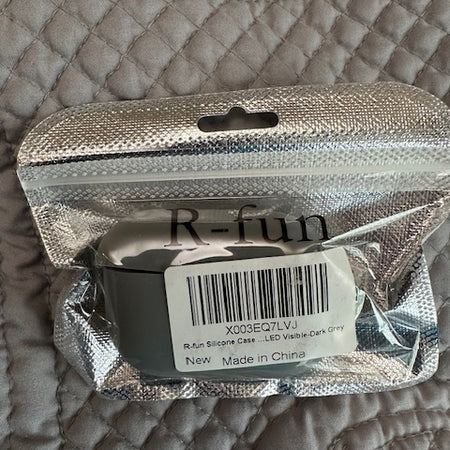 R-fun
X003EQ7LVJ
R-fun Silicone Case ...LED Visible-Dark Grey
New Made in China